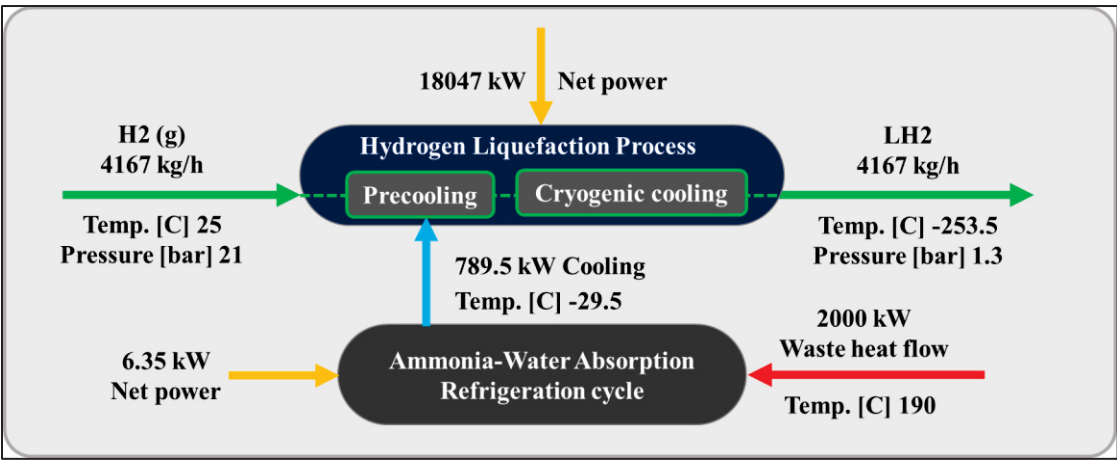 18047 kW Net power
H2 (g)
4167 kg/h
Hydrogen Liquefaction Process
LH2
4167 kg/h
Precooling
Cryogenic cooling
Temp. [C] 25
Pressure [bar] 21
Temp. [C] -253.5
Pressure [bar] 1.3
789.5 kW Cooling
Temp. [C] -29.5
6.35 kW
Net power
Ammonia-Water Absorption
Refrigeration cycle
2000 kW
Waste heat flow
Temp. [C] 190